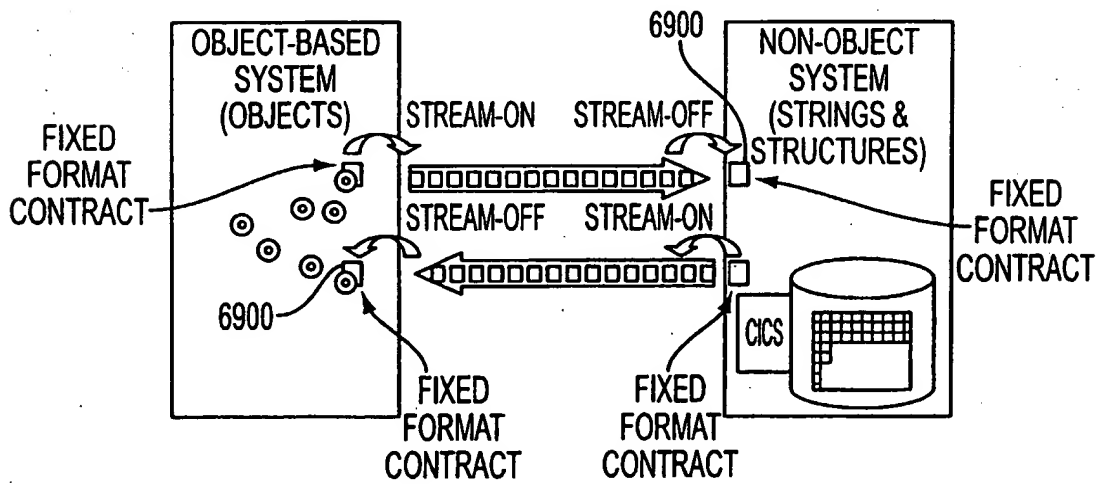 OBJECT-BASED
SYSTEM
(OBJECTS)
6900
NON-OBJECT
SYSTEM
(STRINGS &
STRUCTURES)
STREAM-ON
STREAM-OFF
FIXED
FORMAT
CONTRACT
STREAM-OFF
STREAM-ON
FIXED
FORMAT
CONTRACT
6900
CICS
FIXED
FORMAT
CONTRACT
FIXED
FORMAT
CONTRACT